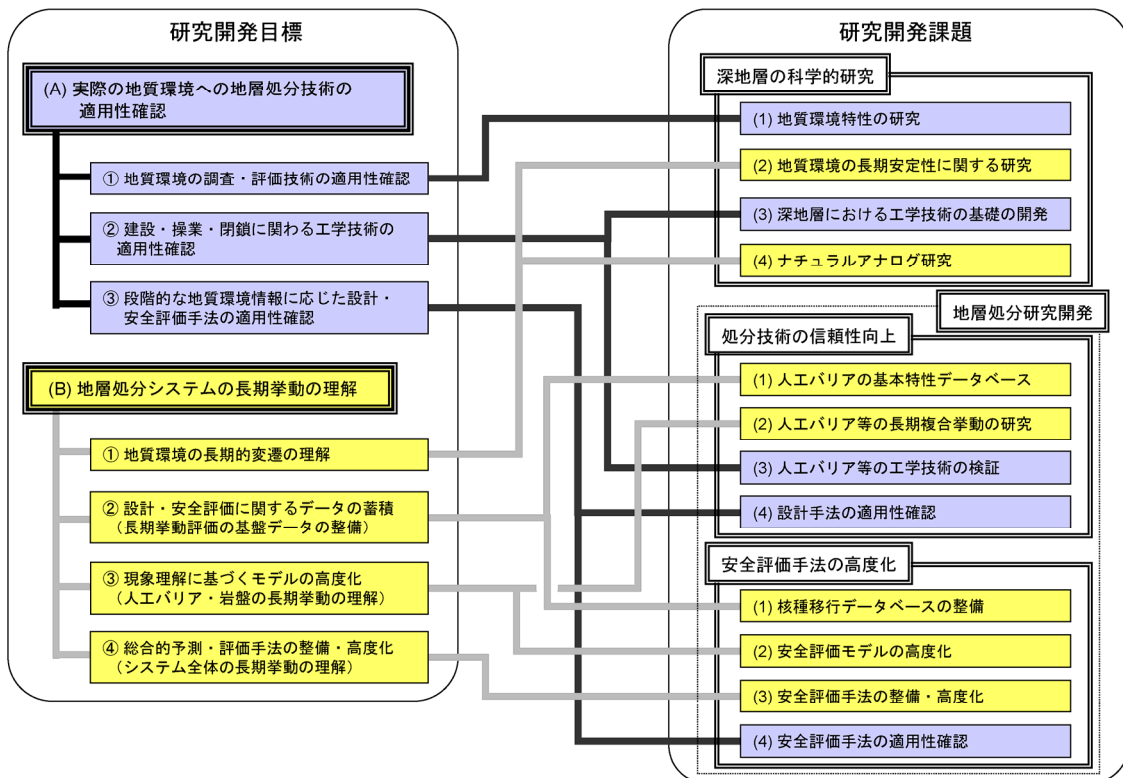 研究開発目標
(A) 実際の地質環境への地層処分技術の
適用性確認
① 地質環境の調査・評価技術の適用性確認
② 建設・操業・閉鎖に関わる工学技術の
適用性確認
③ 段階的な地質環境情報に応じた設計・
安全評価手法の適用性確認
(B) 地層処分システムの長期挙動の理解
① 地質環境の長期的変遷の理解
② 設計・安全評価に関するデータの蓄積
（長期挙動評価の基盤データの整備）
③ 現象理解に基づくモデルの高度化
（人工バリア・岩盤の長期挙動の理解）
④ 総合的予測・評価手法の整備・高度化
（システム全体の長期挙動の理解）
研究開発課題
深地層の科学的研究
(1) 地質環境特性の研究
(2) 地質環境の長期安定性に関する研究
(3) 深地層における工学技術の基礎の開発
(4) ナチュラルアナログ研究
地層処分研究開発
処分技術の信頼性向上
(1) 人工バリアの基本特性データベース
(2) 人工バリア等の長期複合挙動の研究
(3) 人工バリア等の工学技術の検証
(4) 設計手法の適用性確認
安全評価手法の高度化
(1) 核種移行データベースの整備
(2) 安全評価モデルの高度化
(3) 安全評価手法の整備・高度化
(4) 安全評価手法の適用性確認